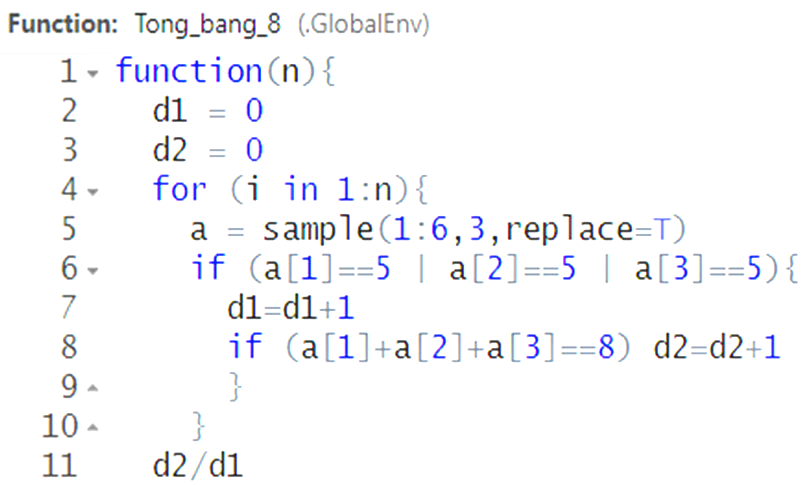 Function: Tong_bang_8 (.GlobalEnv)
1 function(n){
2 d1 = 0
3 d2 = 0
4 for (i in 1:n){
5 a = sample(1:6,3,replace=T)
6 if (a[1]==5 | a[2]==5 | a[3]==5){
7 d1=d1+1
8 if (a[1]+a[2]+a[3]==8) d2=d2+1
9 }
10 }
11 d2/d1